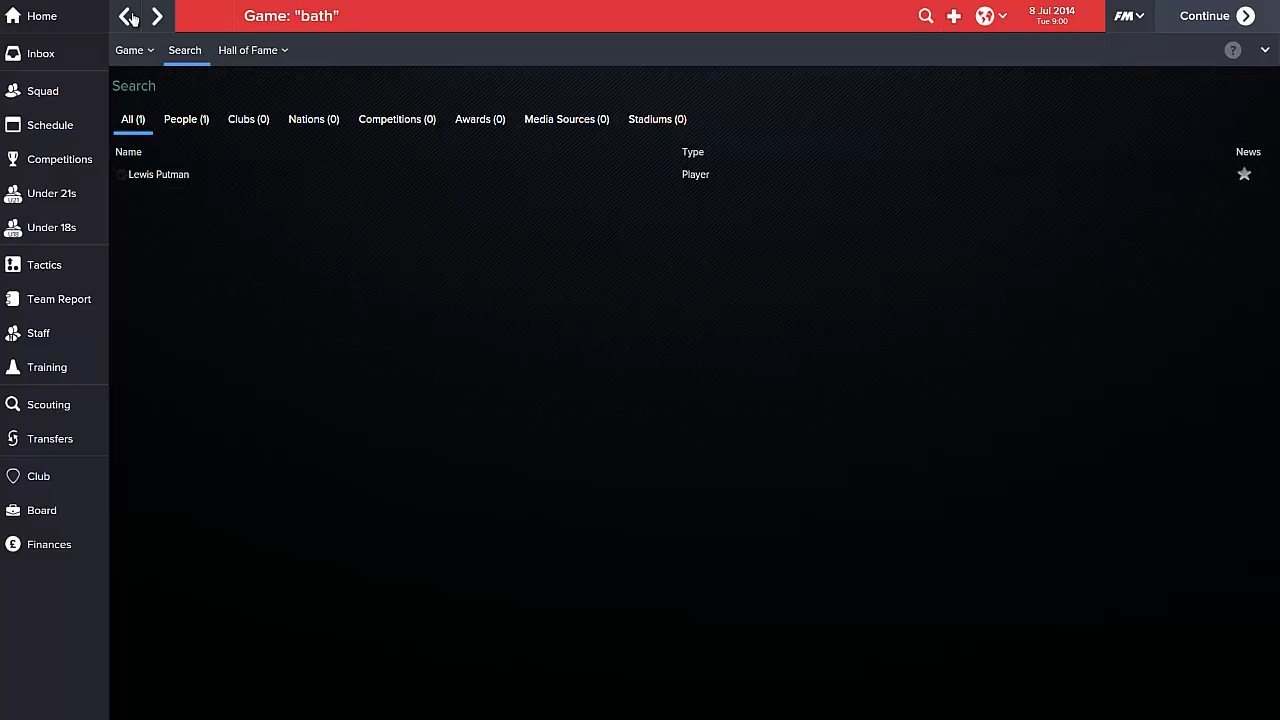 Home
Game: "bath"
8 Jul 2014
Tue 9:00
FM
Continue
Inbox
Game
Search
Hall of Fame
?
Squad
Search
Schedule
All (1)
People (1)
Clubs (0)
Nations (0)
Competitions (0)
Awards (0)
Media Sources (0)
Stadiums (0)
Competitions
Name
Type
News
Lewis Putman
Player
U21
Under 21s
U18
Under 18s
Tactics
Team Report
Staff
Training
Scouting
Transfers
Club
Board
£
Finances